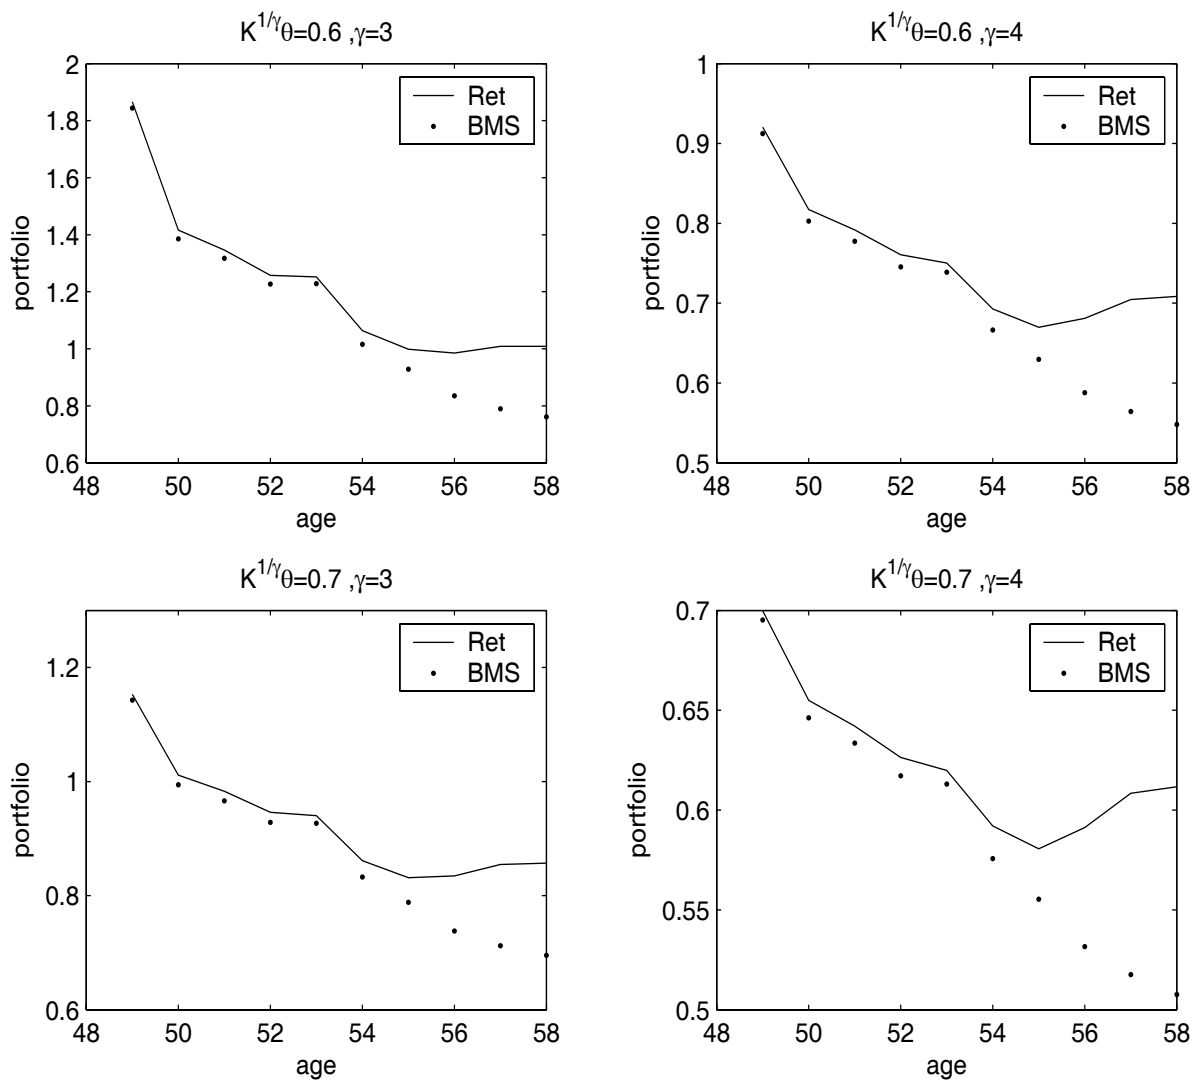 K^{1/γ}θ=0.6 ,γ=3
2
1.8
1.6
1.4
1.2
1
0.8
0.6
portfolio
Ret
BMS
48 50 52 54 56 58
age
K^{1/γ}θ=0.6 ,γ=4
1
0.9
0.8
0.7
0.6
0.5
portfolio
Ret
BMS
48 50 52 54 56 58
age
K^{1/γ}θ=0.7 ,γ=3
1.2
1
0.8
0.6
portfolio
Ret
BMS
48 50 52 54 56 58
age
K^{1/γ}θ=0.7 ,γ=4
0.7
0.65
0.6
0.55
0.5
portfolio
Ret
BMS
48 50 52 54 56 58
age